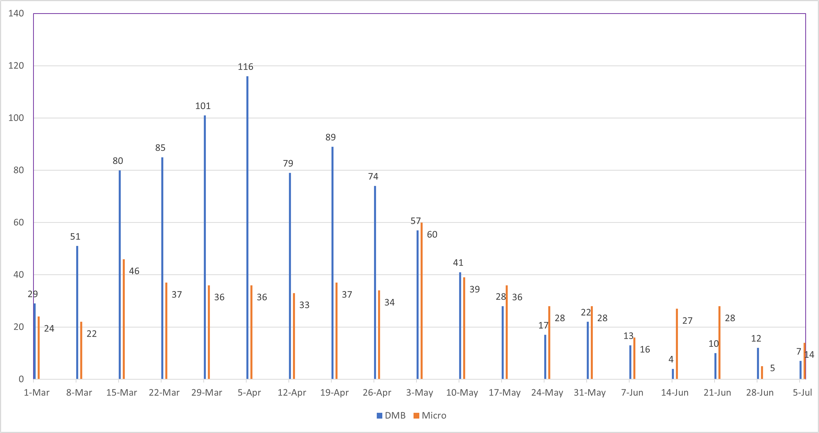 140
120
100
80
60
40
20
0
29 51 80 85 101 116 79 89 74 57 41 28 17 22 13 4 10 12 7
24 22 46 37 36 36 33 37 34 60 39 36 28 28 16 27 28 5 14
1-Mar 8-Mar 15-Mar 22-Mar 29-Mar 5-Apr 12-Apr 19-Apr 26-Apr 3-May 10-May 17-May 24-May 31-May 7-Jun 14-Jun 21-Jun 28-Jun 5-Jul
DMB Micro